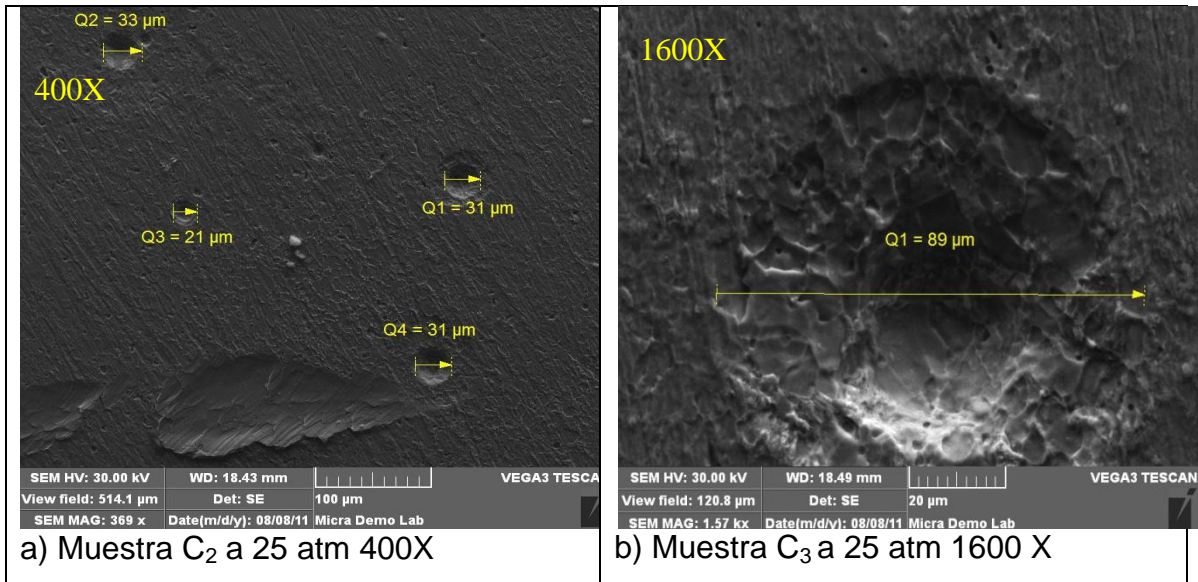 Q2 = 33 µm
400X
Q1 = 31 µm
Q3 = 21 µm
Q4 = 31 µm
SEM HV: 30.00 kV WD: 18.43 mm VEGA3 TESCAN
View field: 514.1 µm Det: SE 100 µm
SEM MAG: 369 x Date(m/d/y): 08/08/11 Micra Demo Lab
a) Muestra C₂ a 25 atm 400X
1600X
Q1 = 89 µm
SEM HV: 30.00 kV WD: 18.49 mm VEGA3 TESCAN
View field: 120.8 µm Det: SE 20 µm
SEM MAG: 1.57 kx Date(m/d/y): 08/08/11 Micra Demo Lab
b) Muestra C₃ a 25 atm 1600 X